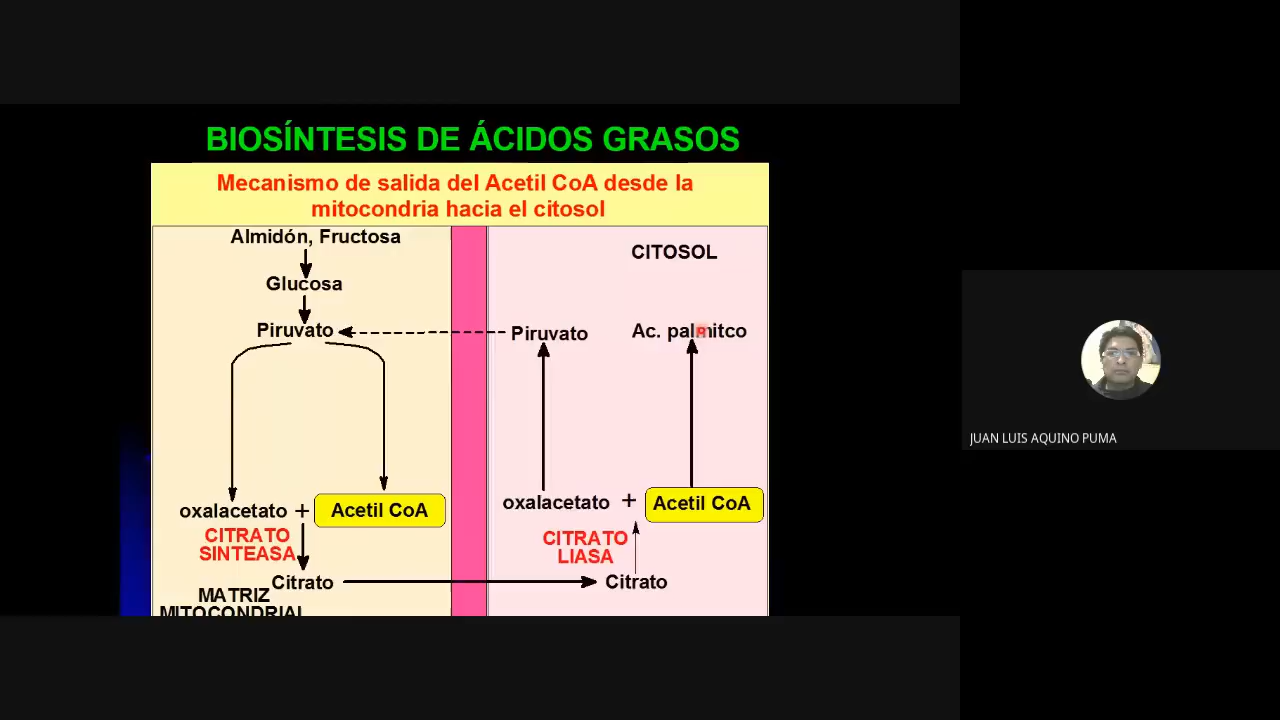 BIOSÍNTESIS DE ÁCIDOS GRASOS
Mecanismo de salida del Acetil CoA desde la
mitocondria hacia el citosol
Almidón, Fructosa
CITOSOL
Glucosa
Piruvato
Piruvato
Ac. palmitco
oxalacetato +
Acetil CoA
oxalacetato +
Acetil CoA
CITRATO
SINTEASA
CITRATO
LIASA
Citrato
Citrato
MATRIZ
MITOCONDRIAL
JUAN LUIS AQUINO PUMA